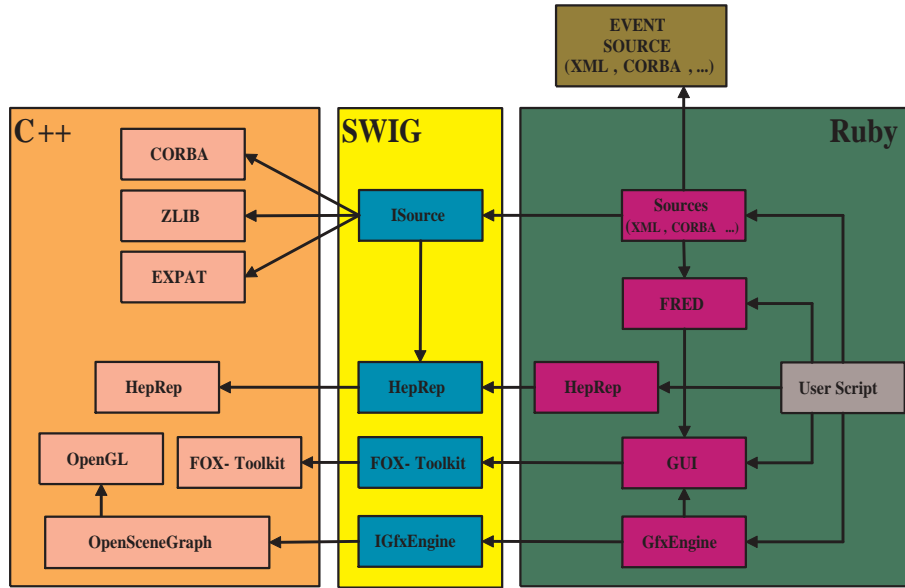 EVENT
SOURCE
(XML , CORBA , ...)
C++
SWIG
Ruby
CORBA
ZLIB
EXPAT
ISource
Sources
(XML , CORBA ...)
FRED
HepRep
HepRep
HepRep
User Script
OpenGL
FOX- Toolkit
FOX- Toolkit
GUI
OpenSceneGraph
IGfxEngine
GfxEngine